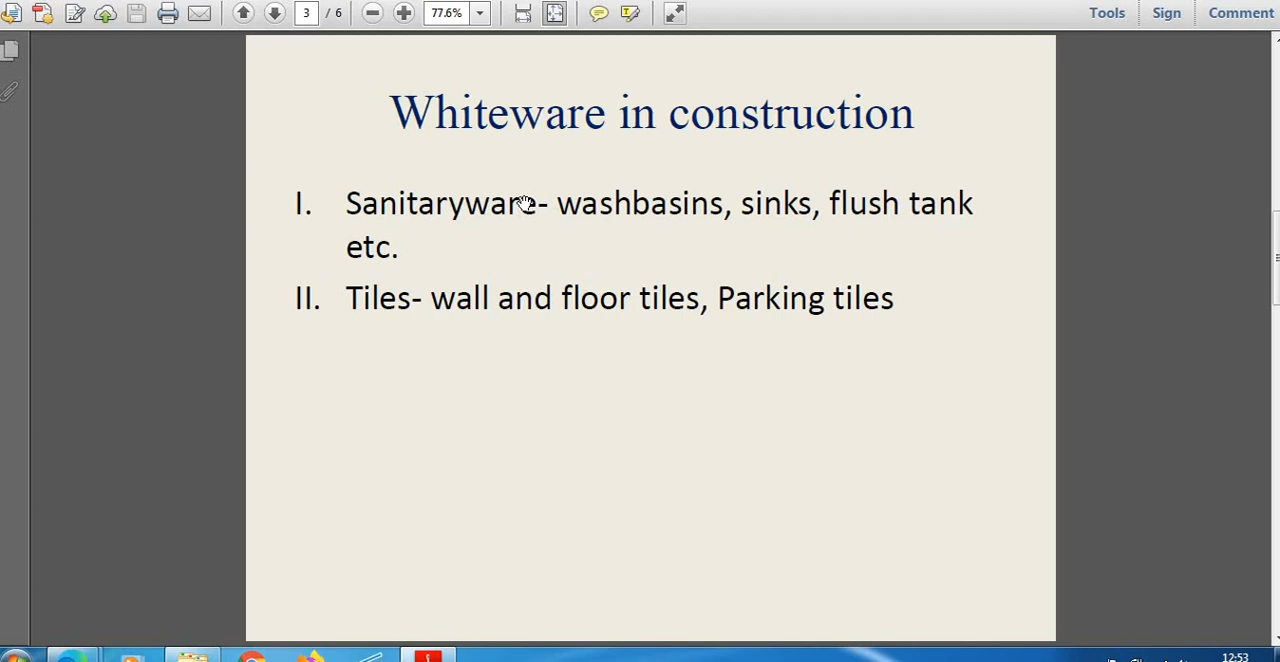 3 / 6 77.6% Tools Sign Comment
Whiteware in construction
I. Sanitaryware- washbasins, sinks, flush tank
etc.
II. Tiles- wall and floor tiles, Parking tiles
12:53